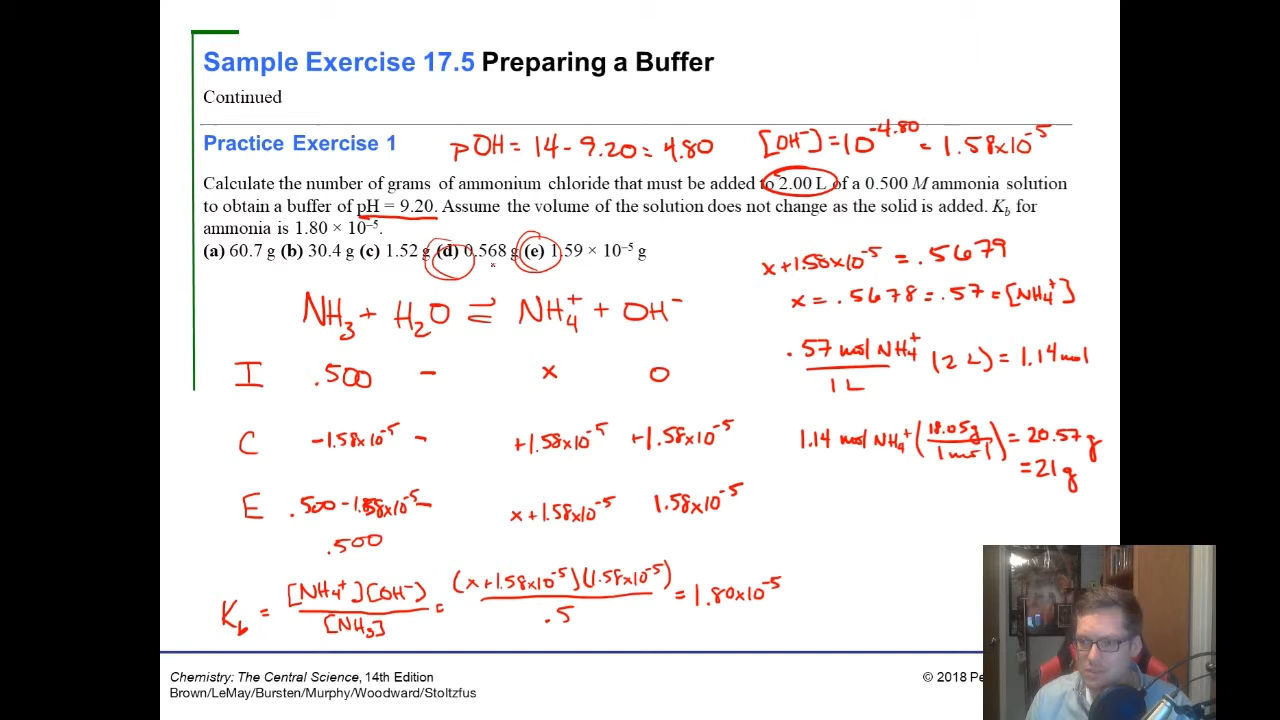 Sample Exercise 17.5 Preparing a Buffer
Continued
Practice Exercise 1
pOH = 14 - 9.20 = 4.80
[OH⁻] = 10^-4.80 = 1.58x10⁻⁵
Calculate the number of grams of ammonium chloride that must be added to 2.00 L of a 0.500 M ammonia solution
to obtain a buffer of pH = 9.20. Assume the volume of the solution does not change as the solid is added. Kb for
ammonia is 1.80 × 10⁻⁵.
(a) 60.7 g (b) 30.4 g (c) 1.52 g (d) 0.568 g (e) 1.59 × 10⁻⁵ g
NH₃ + H₂O ⇌ NH₄⁺ + OH⁻
I .500 - x 0
C -1.58x10⁻⁵ - +1.58x10⁻⁵ +1.58x10⁻⁵
E .500 - 1.58x10⁻⁵ - x+1.58x10⁻⁵ 1.58x10⁻⁵
.500
Kb = [NH₄⁺][OH⁻] / [NH₃] = (x+1.58x10⁻⁵)(1.58x10⁻⁵) / .5 = 1.80x10⁻⁵
x+1.58x10⁻⁵ = .5679
x = .5678 = .57 = [NH₄⁺]
.57 mol NH₄⁺ / 1 L (2 L) = 1.14 mol
1.14 mol NH₄⁺ (18.05g / 1 mol) = 20.57 g
= 21 g
Chemistry: The Central Science, 14th Edition
Brown/LeMay/Bursten/Murphy/Woodward/Stoltzfus
© 2018 Pe